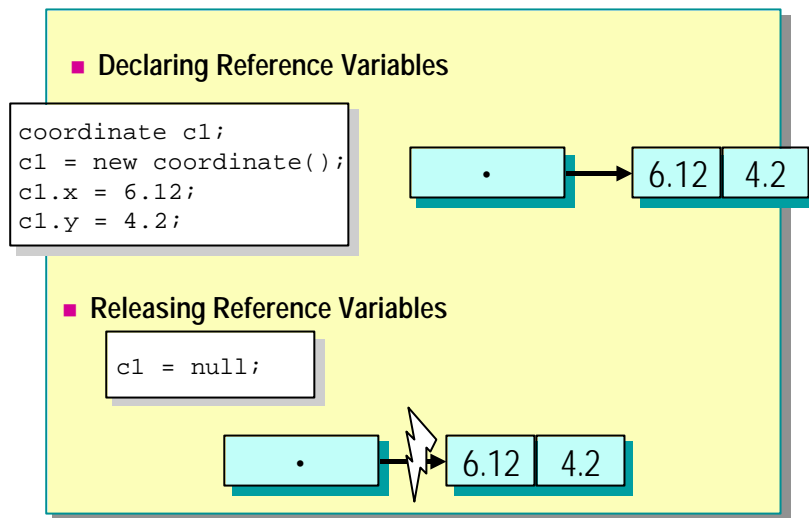 Declaring Reference Variables
coordinate c1;
c1 = new coordinate();
c1.x = 6.12;
c1.y = 4.2;
6.12 4.2
Releasing Reference Variables
c1 = null;
6.12 4.2